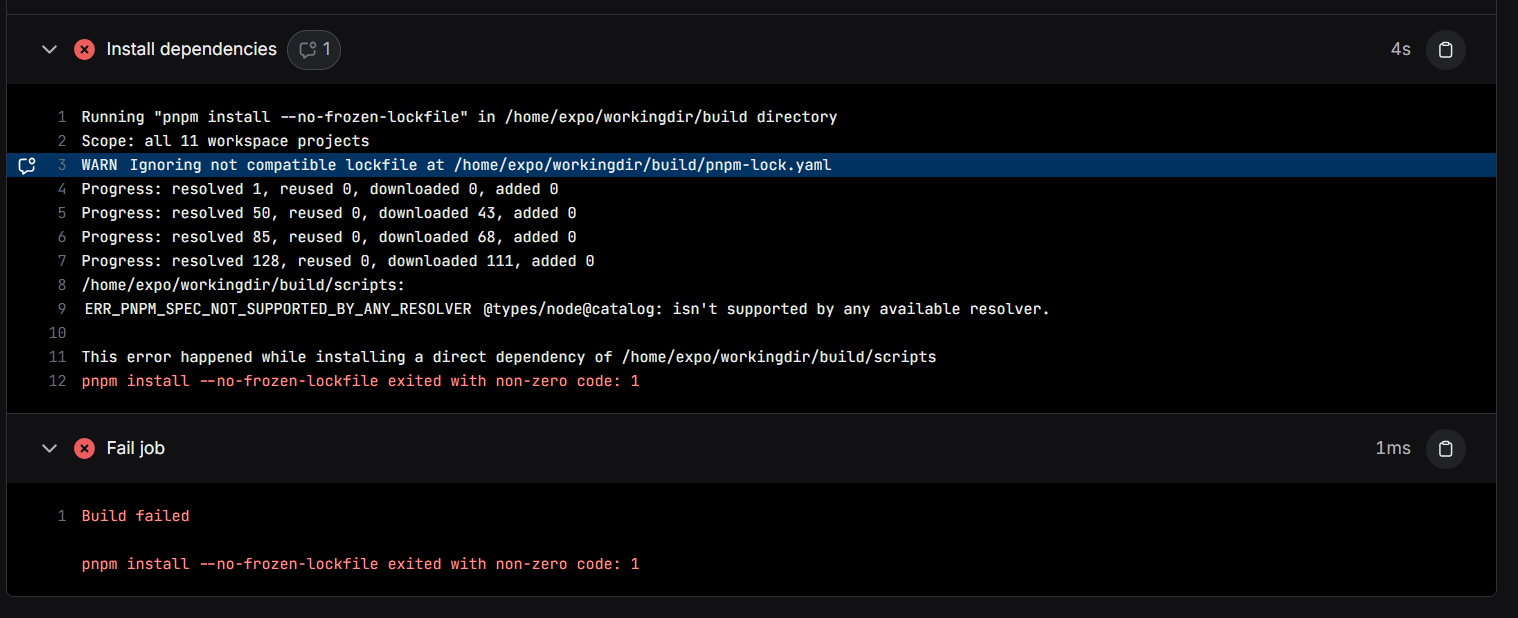 Install dependencies 1 4s
1 Running "pnpm install --no-frozen-lockfile" in /home/expo/workingdir/build directory
2 Scope: all 11 workspace projects
3 WARN Ignoring not compatible lockfile at /home/expo/workingdir/build/pnpm-lock.yaml
4 Progress: resolved 1, reused 0, downloaded 0, added 0
5 Progress: resolved 50, reused 0, downloaded 43, added 0
6 Progress: resolved 85, reused 0, downloaded 68, added 0
7 Progress: resolved 128, reused 0, downloaded 111, added 0
8 /home/expo/workingdir/build/scripts:
9 ERR_PNPM_SPEC_NOT_SUPPORTED_BY_ANY_RESOLVER @types/node@catalog: isn't supported by any available resolver.
10
11 This error happened while installing a direct dependency of /home/expo/workingdir/build/scripts
12 pnpm install --no-frozen-lockfile exited with non-zero code: 1
Fail job 1ms
1 Build failed
pnpm install --no-frozen-lockfile exited with non-zero code: 1